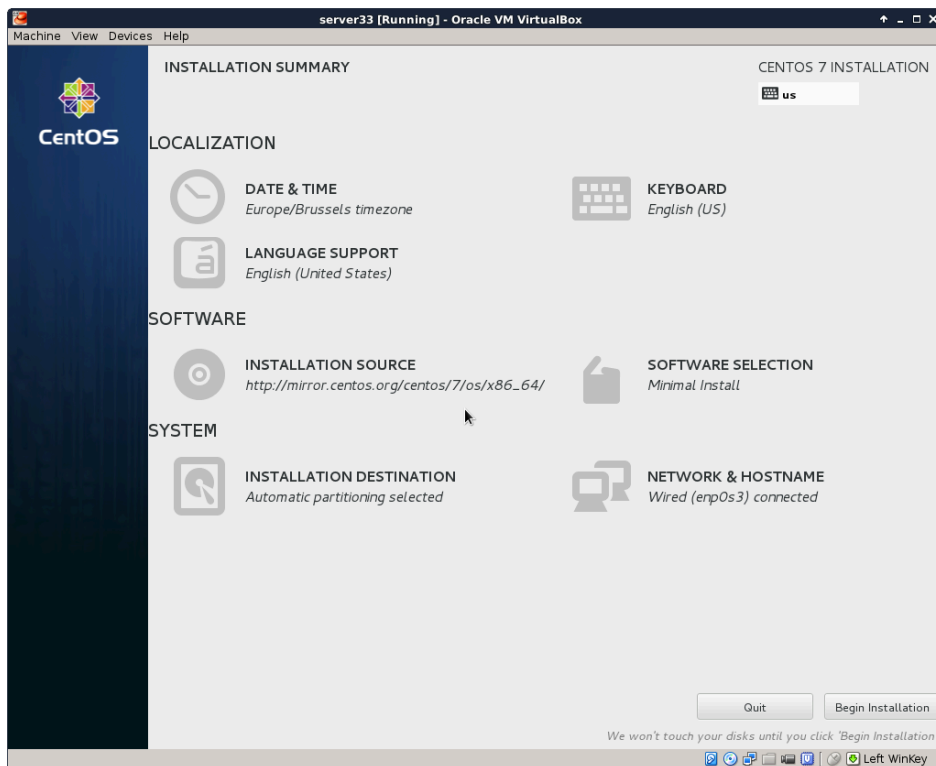 server33 [Running] - Oracle VM VirtualBox
Machine View Devices Help
INSTALLATION SUMMARY
CENTOS 7 INSTALLATION
us
CentOS
LOCALIZATION
DATE & TIME
Europe/Brussels timezone
KEYBOARD
English (US)
LANGUAGE SUPPORT
English (United States)
SOFTWARE
INSTALLATION SOURCE
http://mirror.centos.org/centos/7/os/x86_64/
SOFTWARE SELECTION
Minimal Install
SYSTEM
INSTALLATION DESTINATION
Automatic partitioning selected
NETWORK & HOSTNAME
Wired (enp0s3) connected
Quit
Begin Installation
We won't touch your disks until you click 'Begin Installation
Left WinKey